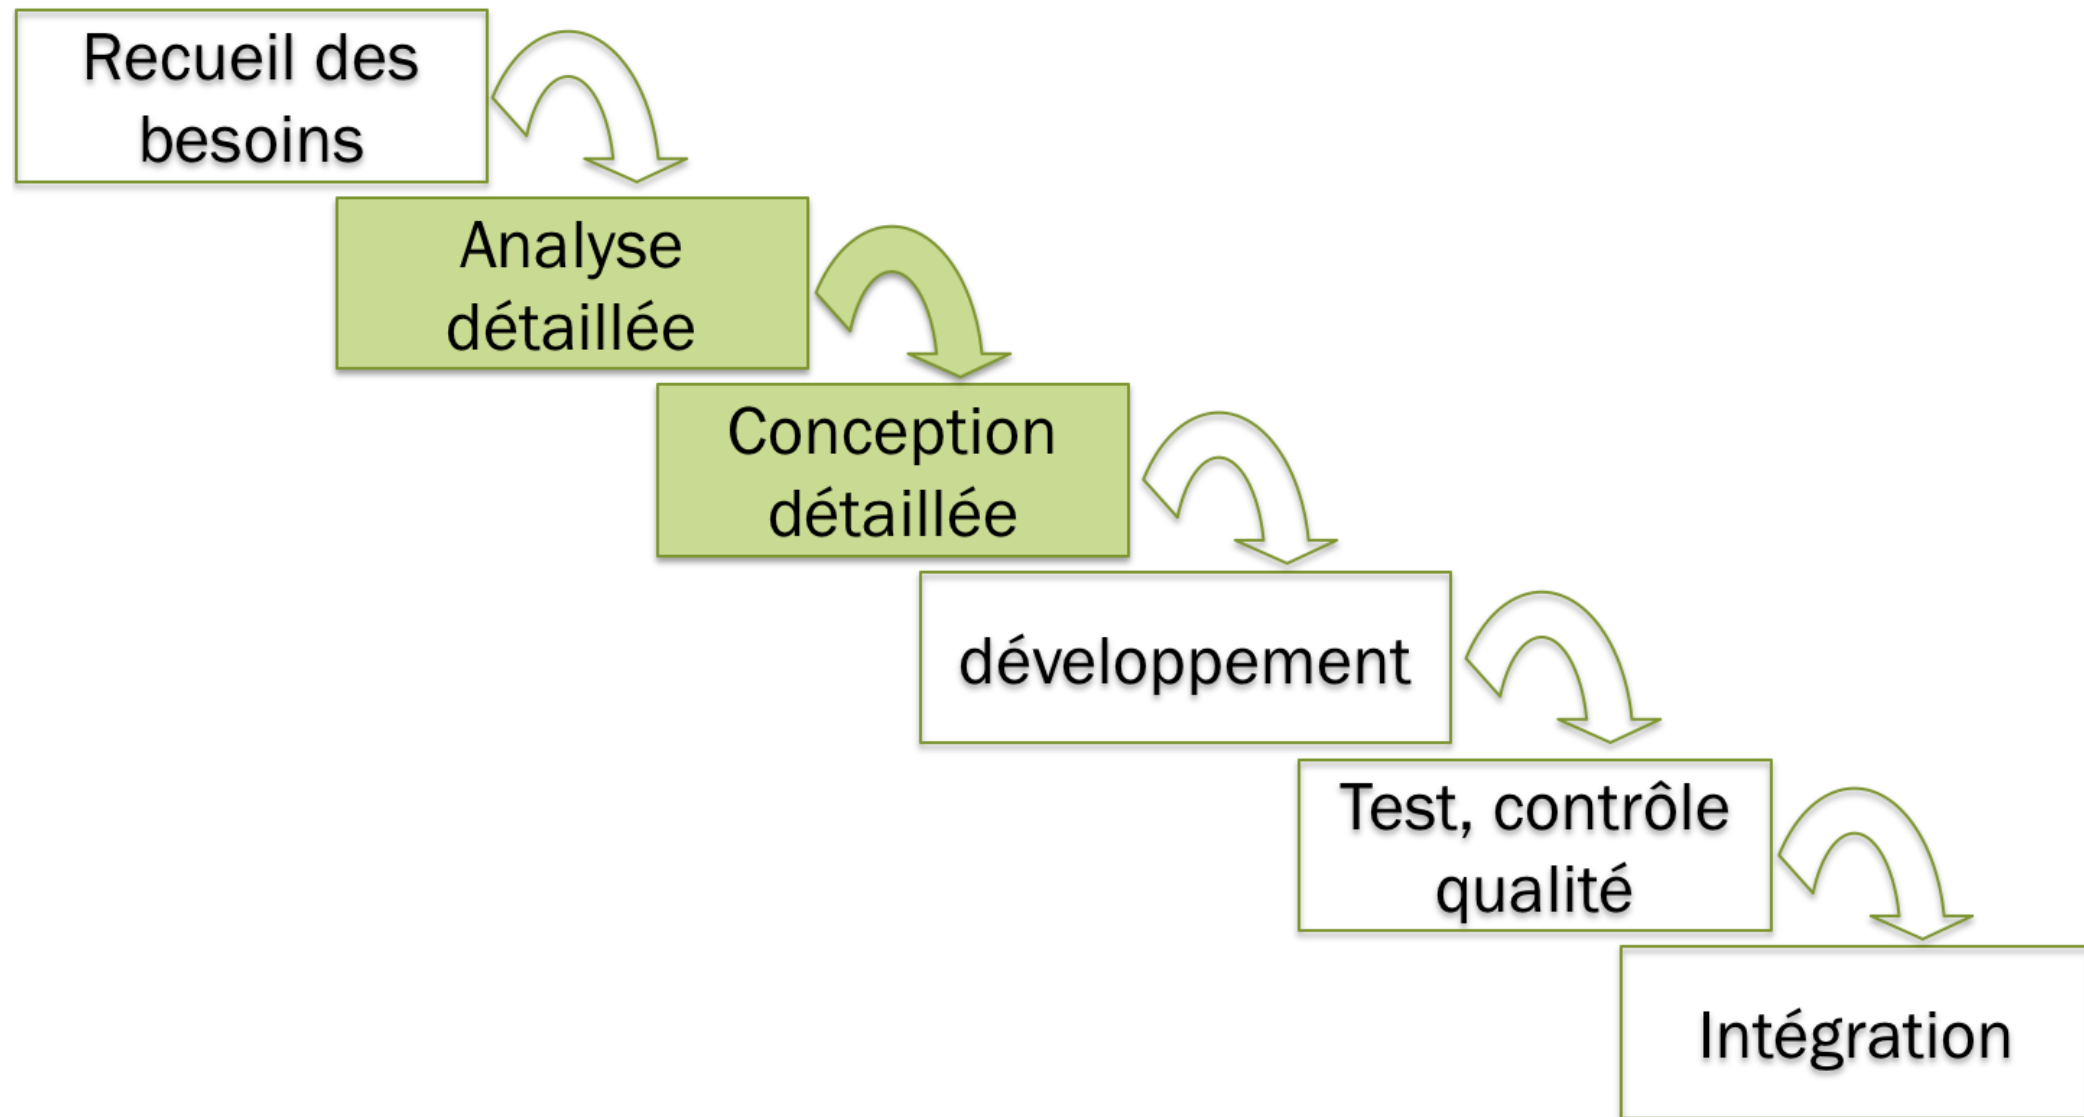 Recueil des
besoins
Analyse
détaillée
Conception
détaillée
développement
Test, contrôle
qualité
Intégration